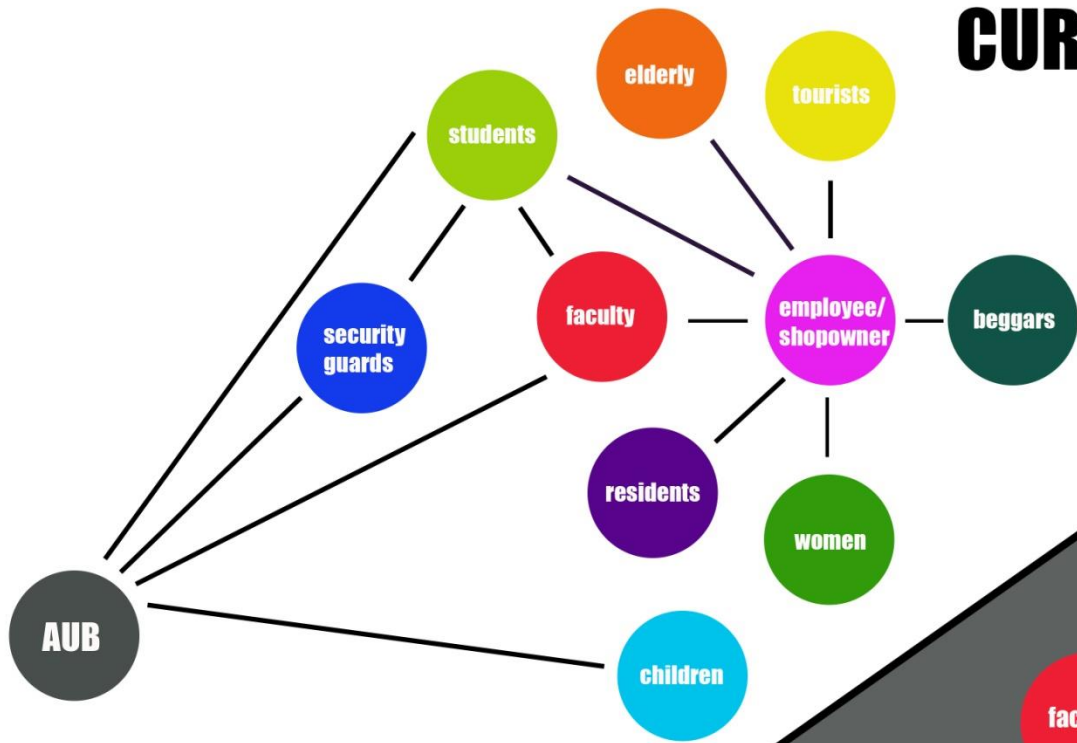 CUR
elderly
tourists
students
security
guards
faculty
employee/
shopowner
beggars
residents
women
AUB
children
fac